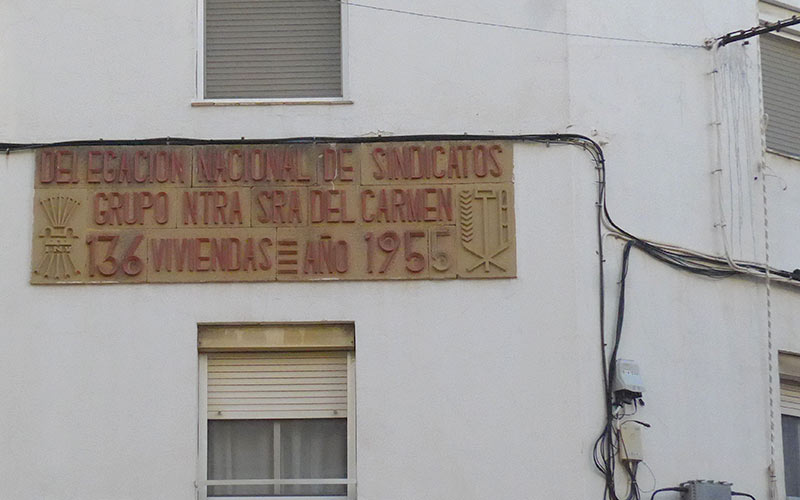 DELEGACION NACIONAL DE SINDICATOS
GRUPO NTRA SRA DEL CARMEN
136 VIVIENDAS AÑO 1955